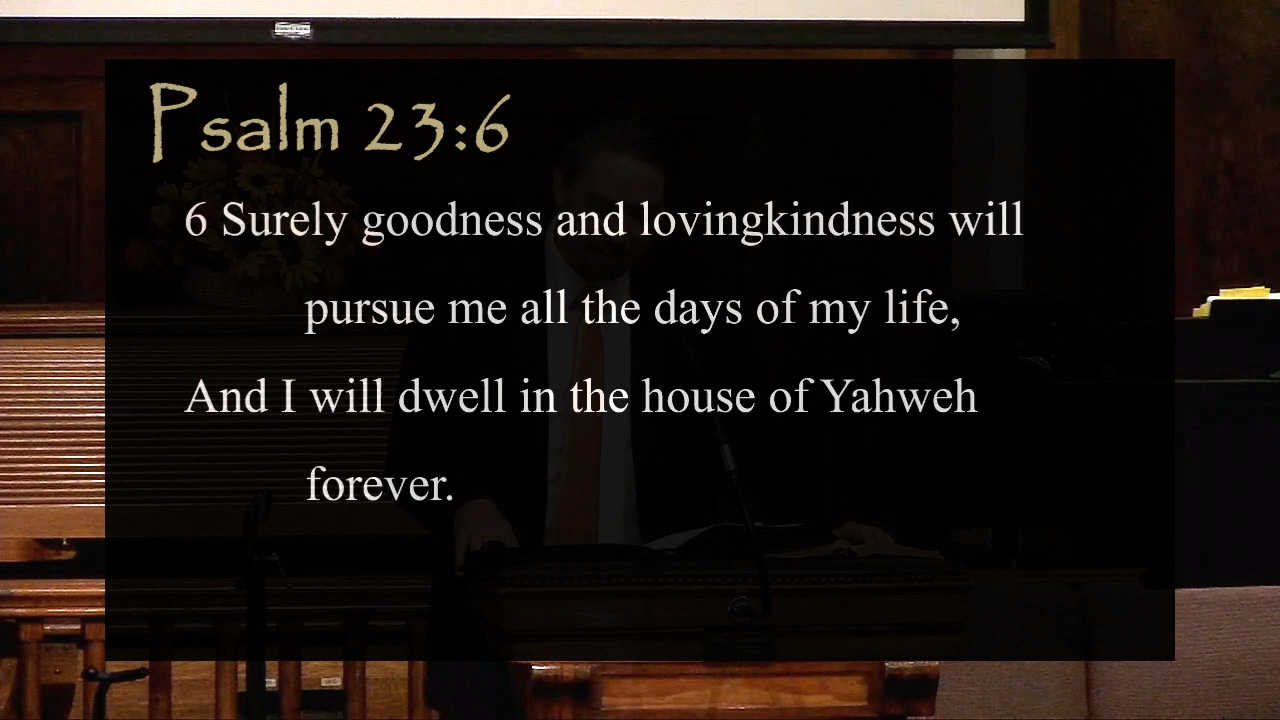 Psalm 23:6
6 Surely goodness and lovingkindness will
pursue me all the days of my life,
And I will dwell in the house of Yahweh
forever.